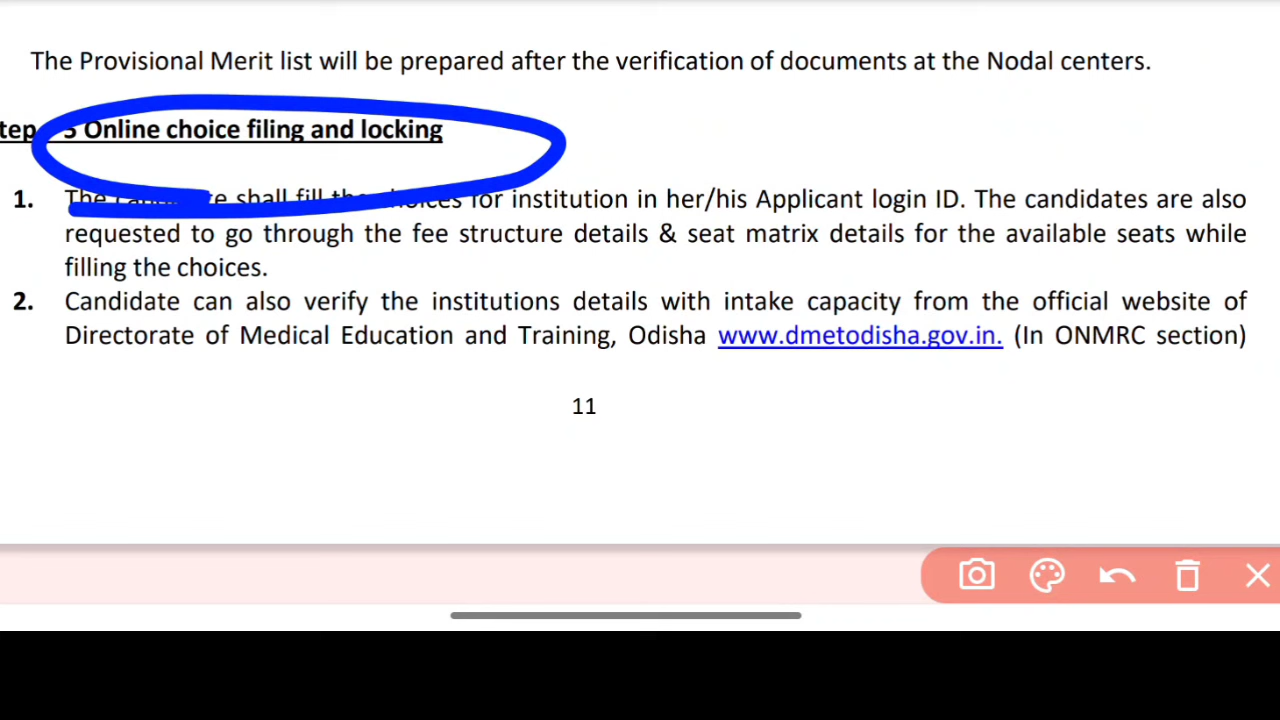 The Provisional Merit list will be prepared after the verification of documents at the Nodal centers.
tep 5 Online choice filing and locking
1. The candidate shall fill the choices for institution in her/his Applicant login ID. The candidates are also
requested to go through the fee structure details & seat matrix details for the available seats while
filling the choices.
2. Candidate can also verify the institutions details with intake capacity from the official website of
Directorate of Medical Education and Training, Odisha www.dmetodisha.gov.in. (In ONMRC section)
11